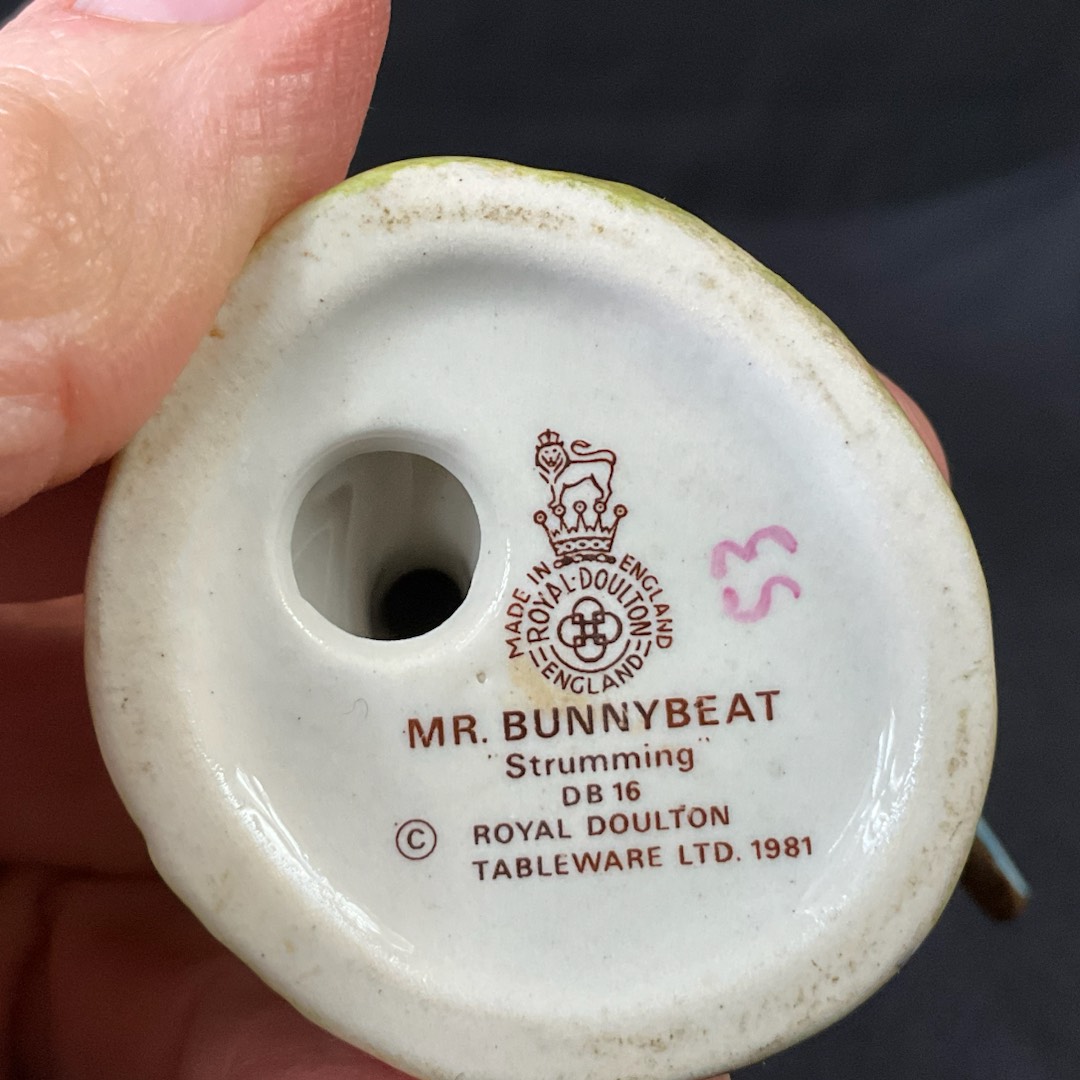 MADE IN ENGLAND
ROYAL·DOULTON
ENGLAND
MR. BUNNYBEAT
"Strumming"
DB 16
© ROYAL DOULTON
TABLEWARE LTD. 1981